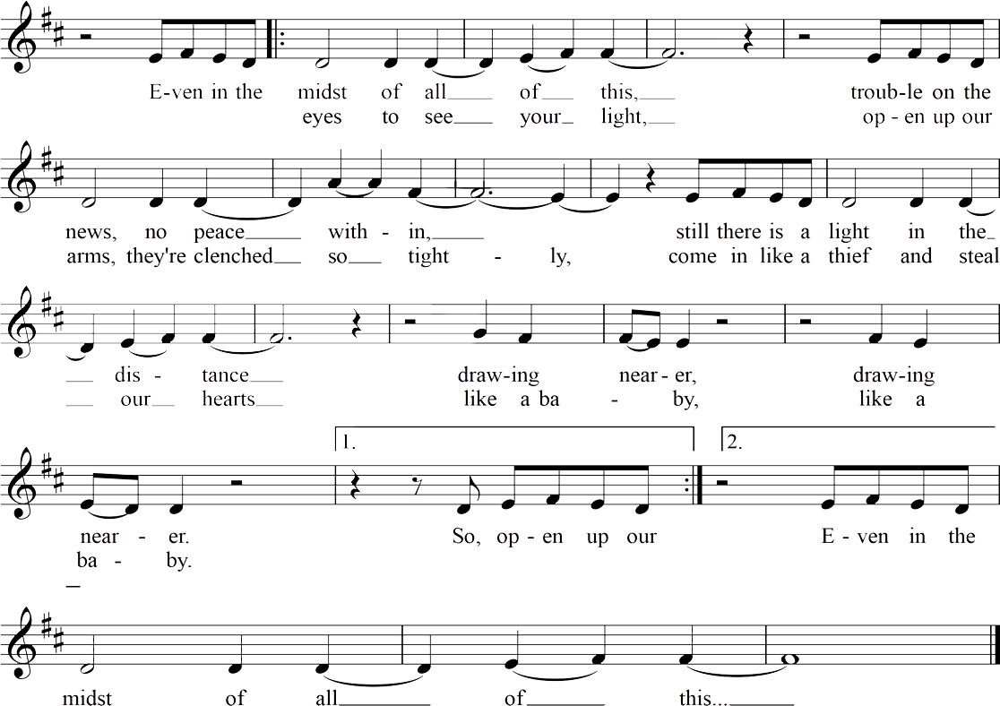 E-ven in the midst of all of this, troub-le on the
eyes to see your light, op - en up our
news, no peace with - in, still there is a light in the
arms, they're clenched so tight - ly, come in like a thief and steal
dis - tance draw-ing near - er, draw-ing
our hearts like a ba - by, like a
1. 2.
near - er. So, op - en up our E - ven in the
ba - by.
midst of all of this...